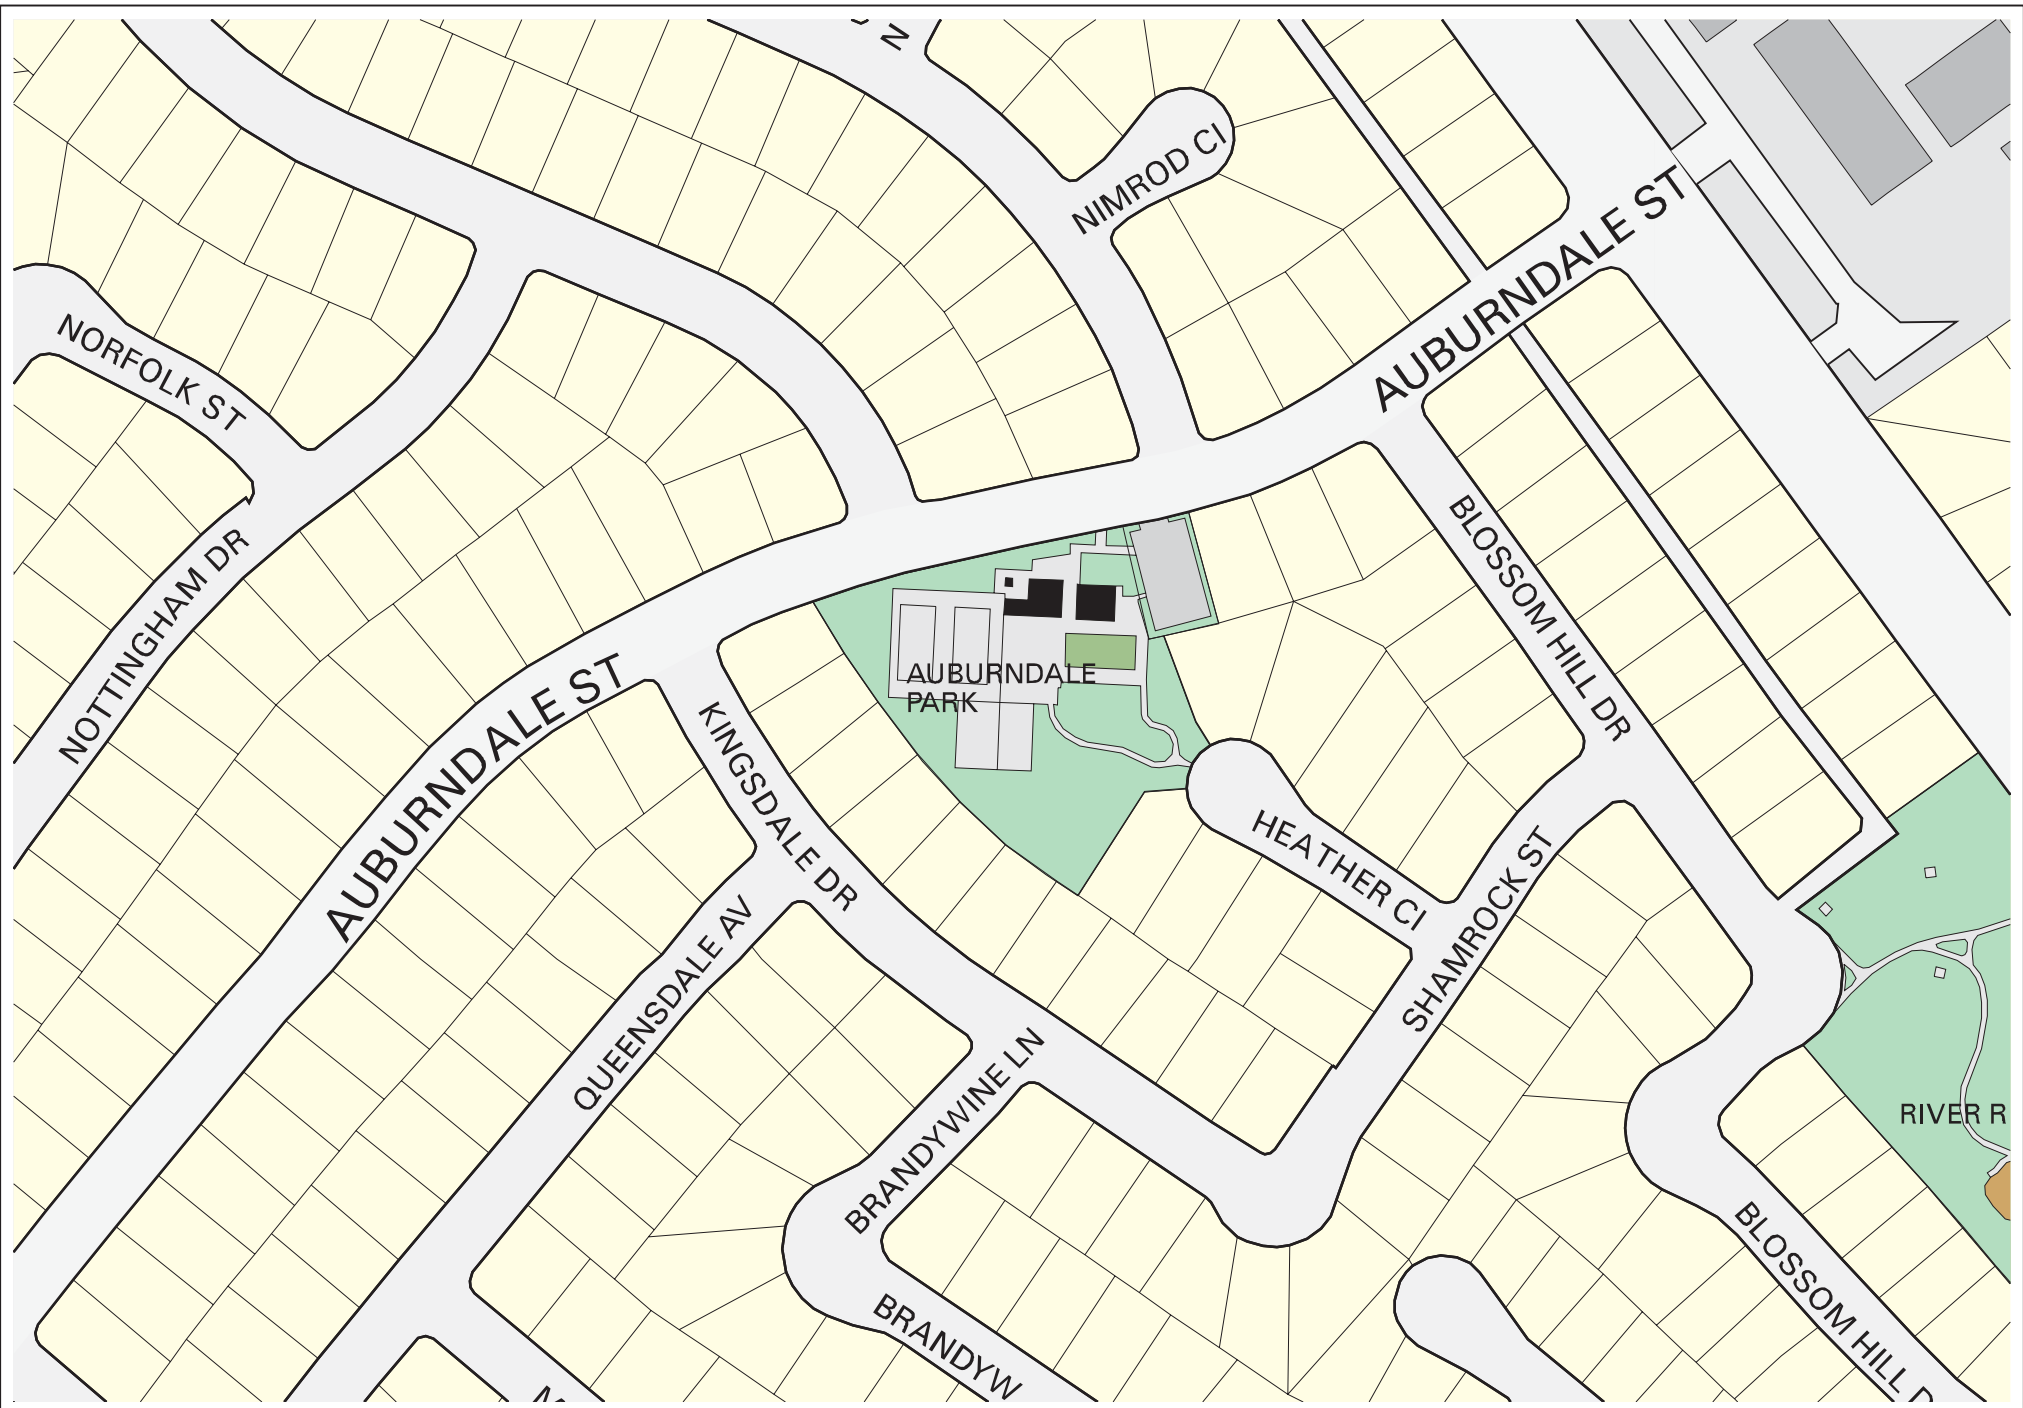 N
NIMROD CI
AUBURNDALE ST
NORFOLK ST
NOTTINGHAM DR
BLOSSOM HILL DR
AUBURNDALE
PARK
AUBURNDALE ST
KINGSDALE DR
HEATHER CI
SHAMROCK ST
QUEENSDALE AV
BRANDYWINE LN
RIVER R
BLOSSOM HILL D
BRANDYW